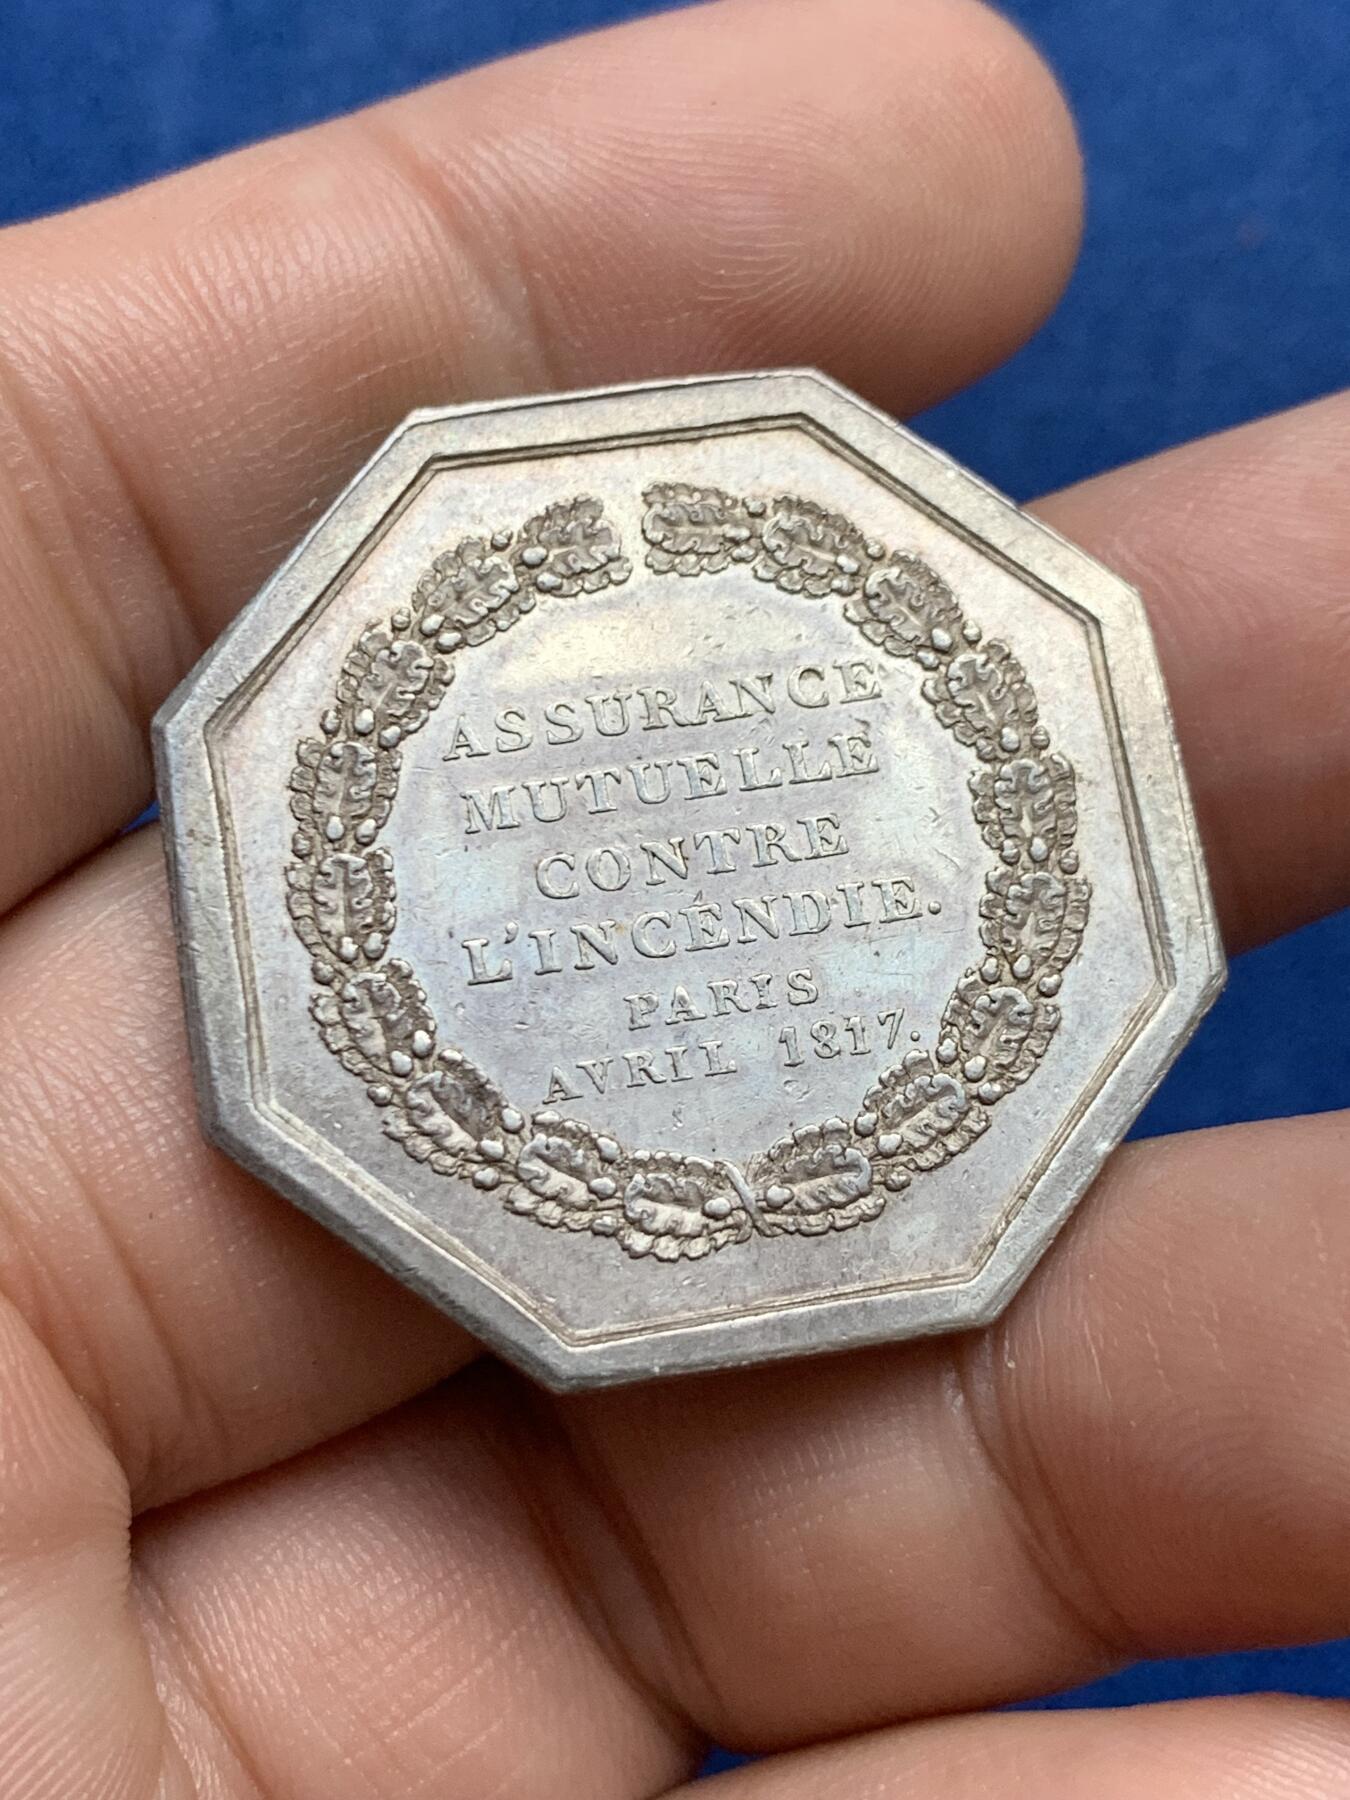 ASSURANCE
MUTUELLE
CONTRE
L'INCÉNDIE.
PARIS
AVRIL 1817.